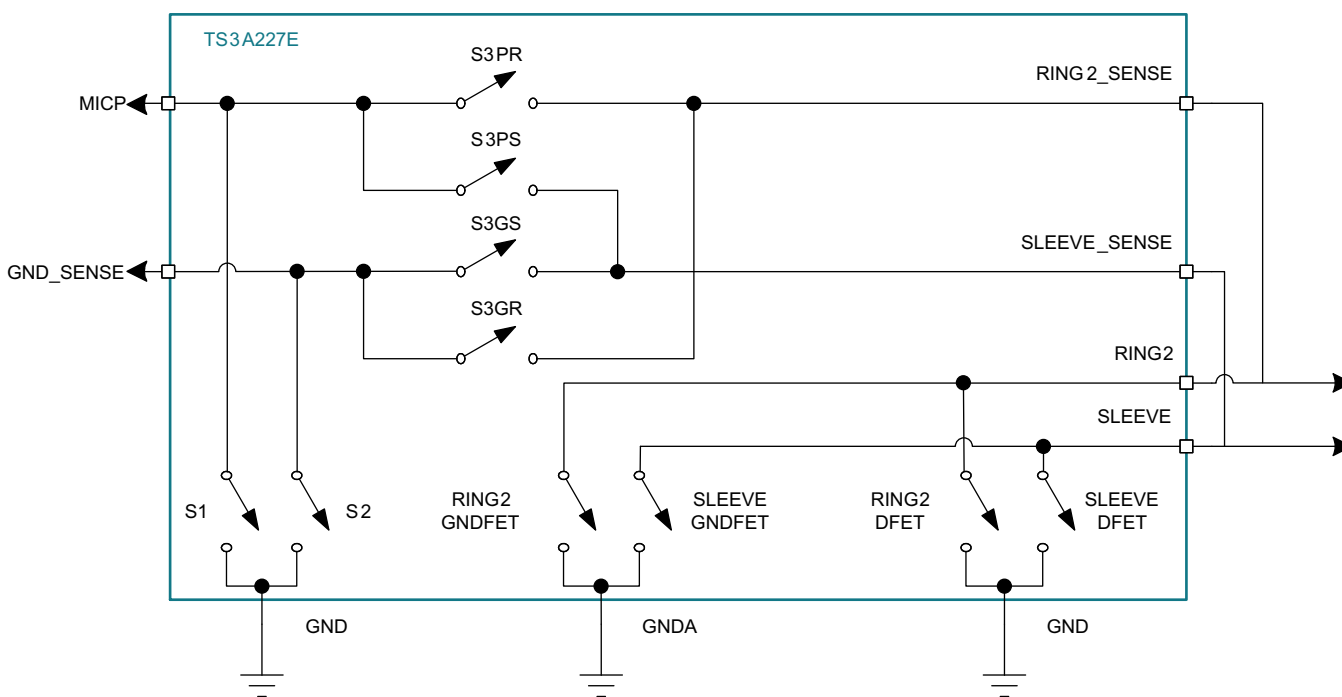 TS3A227E
S3PR
RING2_SENSE
MICP
S3PS
S3GS
SLEEVE_SENSE
GND_SENSE
S3GR
RING2
SLEEVE
S1
S2
RING2
GNDFET
SLEEVE
GNDFET
RING2
DFET
SLEEVE
DFET
GND
GNDA
GND